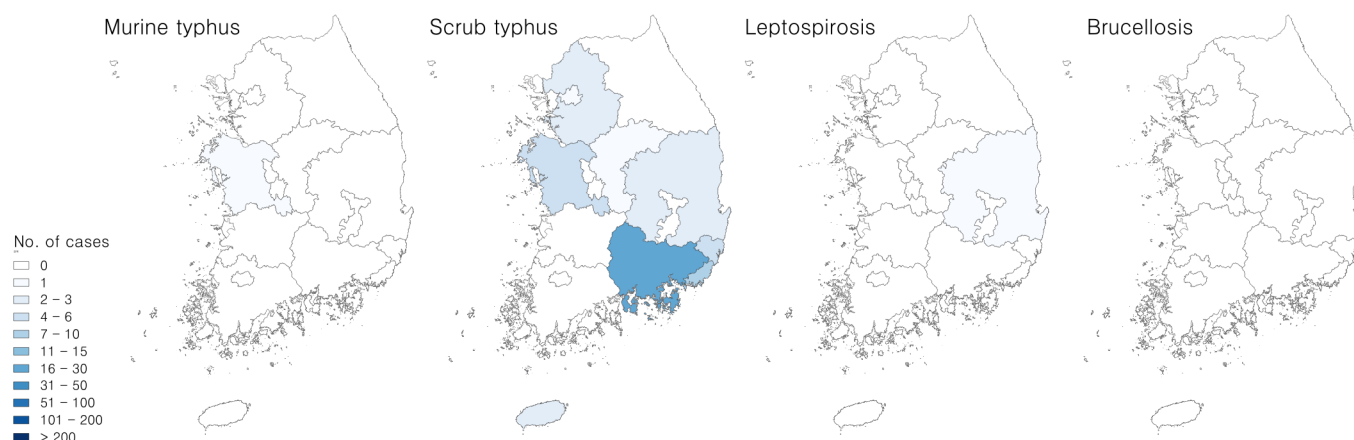 Murine typhus
Scrub typhus
Leptospirosis
Brucellosis
No. of cases
0
1
2 – 3
4 – 6
7 – 10
11 – 15
16 – 30
31 – 50
51 – 100
101 – 200
> 200